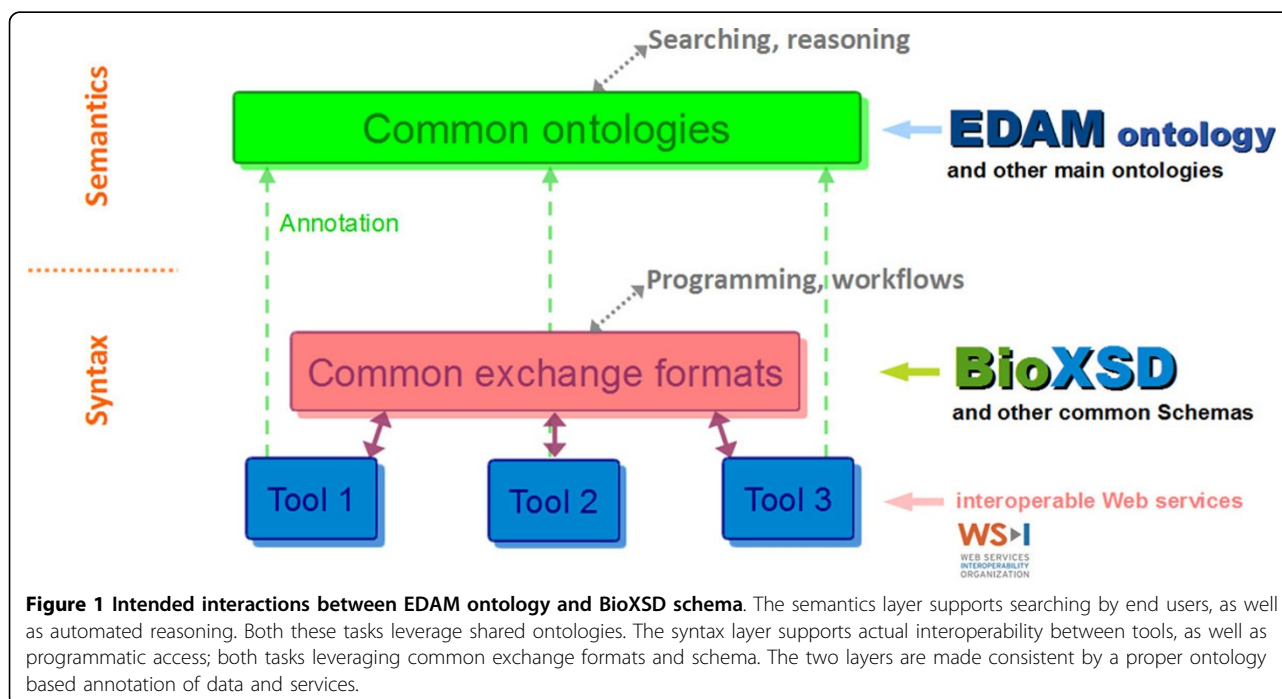 Searching, reasoning
Semantics
Common ontologies
EDAM ontology
and other main ontologies
Annotation
Programming, workflows
Syntax
Common exchange formats
BioXSD
and other common Schemas
Tool 1
Tool 2
Tool 3
interoperable Web services
WS I
WEB SERVICES
INTEROPERABILITY
ORGANIZATION
Figure 1 Intended interactions between EDAM ontology and BioXSD schema. The semantics layer supports searching by end users, as well
as automated reasoning. Both these tasks leverage shared ontologies. The syntax layer supports actual interoperability between tools, as well as
programmatic access; both tasks leveraging common exchange formats and schema. The two layers are made consistent by a proper ontology
based annotation of data and services.